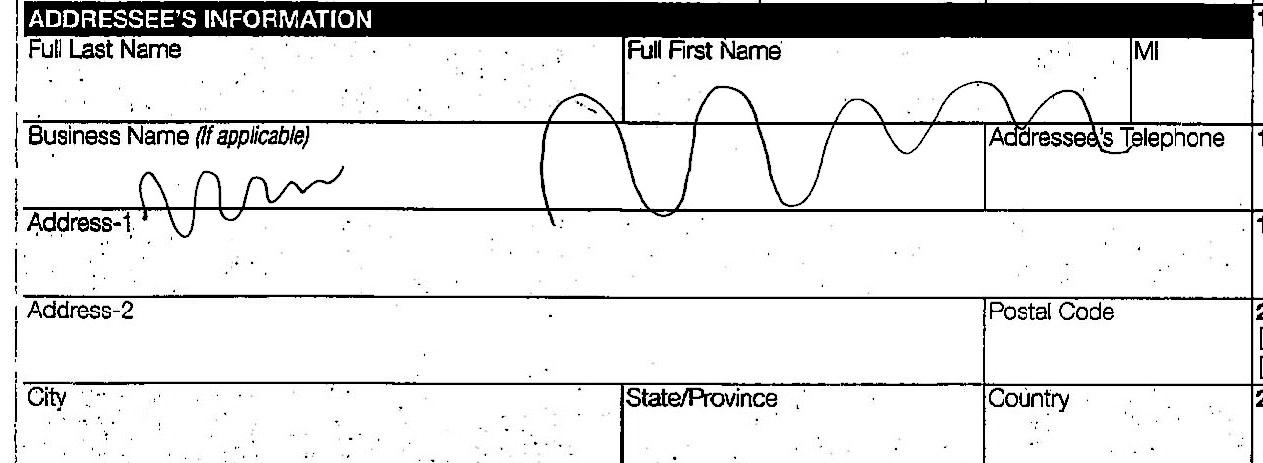 ADDRESSEE'S INFORMATION
Full Last Name Full First Name MI
Business Name (If applicable) Addressee's Telephone
Address-1
Address-2 Postal Code
City State/Province Country